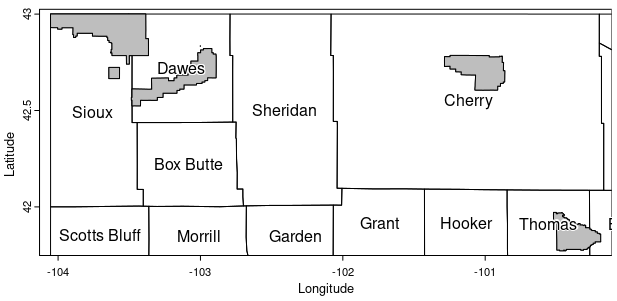 43
Dawes
Cherry
Sioux
Sheridan
42.5
Latitude
Box Butte
42
Grant
Hooker
Thomas
Scotts Bluff
Morrill
Garden
-104
-103
-102
-101
Longitude